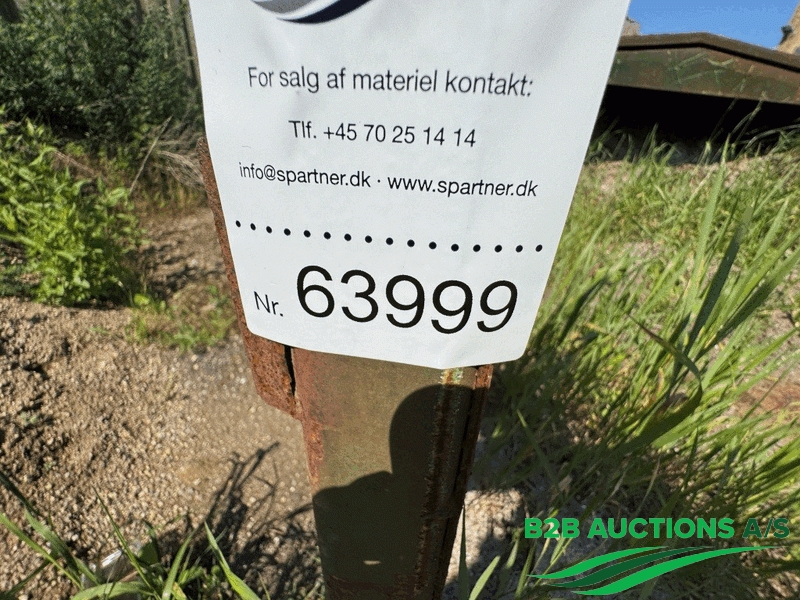 For salg af materiel kontakt:
Tlf. +45 70 25 14 14
info@spartner.dk · www.spartner.dk
Nr. 63999
B2B AUCTIONS A/S